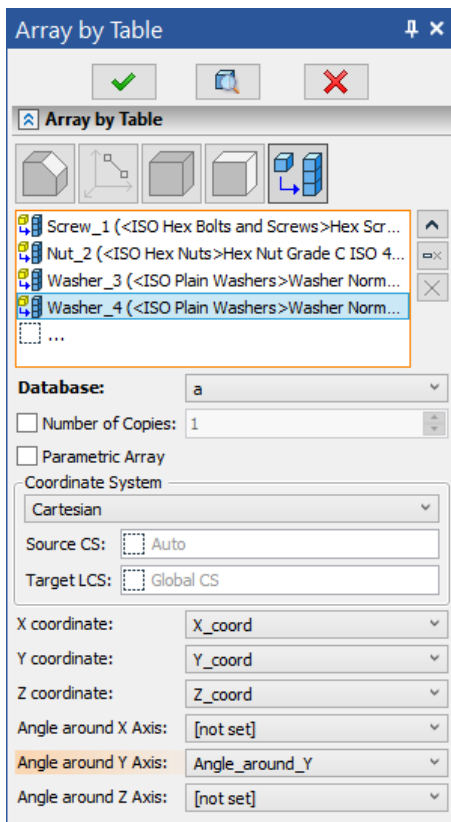 Array by Table
Array by Table
Screw_1 (<ISO Hex Bolts and Screws>Hex Scr...
Nut_2 (<ISO Hex Nuts>Hex Nut Grade C ISO 4...
Washer_3 (<ISO Plain Washers>Washer Norm...
Washer_4 (<ISO Plain Washers>Washer Norm...
...
Database: a
Number of Copies: 1
Parametric Array
Coordinate System
Cartesian
Source CS: Auto
Target LCS: Global CS
X coordinate: X_coord
Y coordinate: Y_coord
Z coordinate: Z_coord
Angle around X Axis: [not set]
Angle around Y Axis: Angle_around_Y
Angle around Z Axis: [not set]